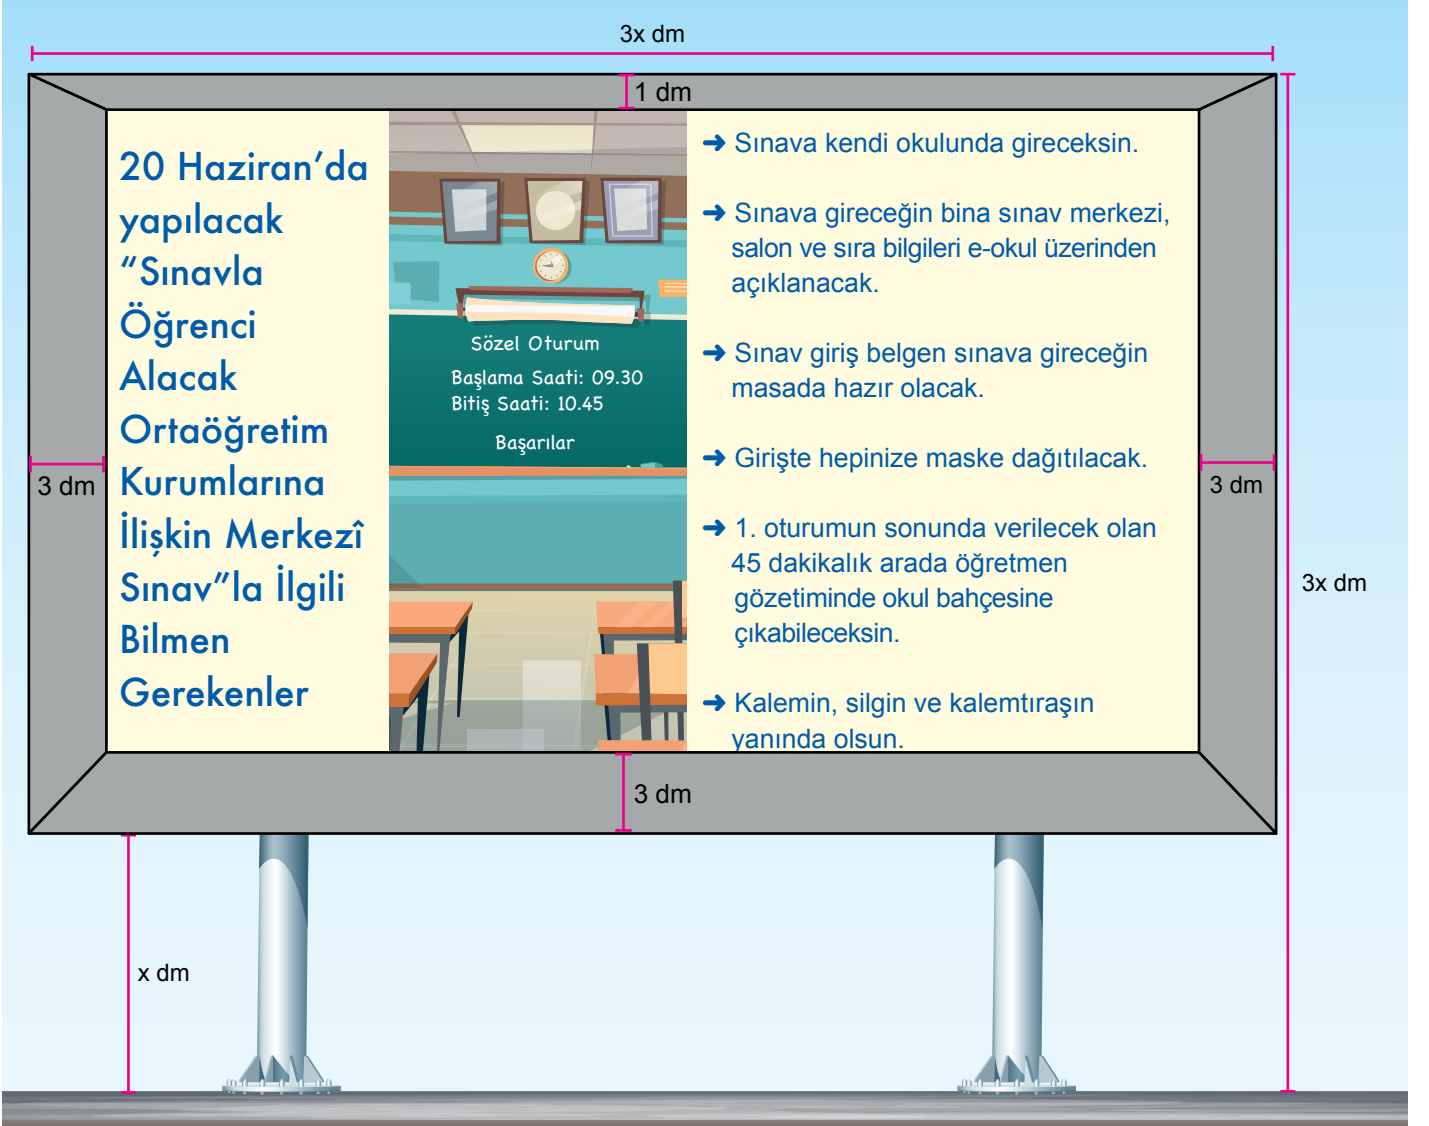 3x dm
1 dm
20 Haziran’da
yapılacak
“Sınavla
Öğrenci
Alacak
Ortaöğretim
Kurumlarına
İlişkin Merkezî
Sınav”la İlgili
Bilmen
Gerekenler
Sözel Oturum
Başlama Saati: 09.30
Bitiş Saati: 10.45
Başarılar
➜ Sınava kendi okulunda gireceksin.
➜ Sınava gireceğin bina sınav merkezi,
salon ve sıra bilgileri e-okul üzerinden
açıklanacak.
➜ Sınav giriş belgen sınava gireceğin
masada hazır olacak.
➜ Girişte hepinize maske dağıtılacak.
➜ 1. oturumun sonunda verilecek olan
45 dakikalık arada öğretmen
gözetiminde okul bahçesine
çıkabileceksin.
➜ Kalemin, silgin ve kalemtıraşın
yanında olsun.
3 dm
3 dm
3x dm
3 dm
x dm